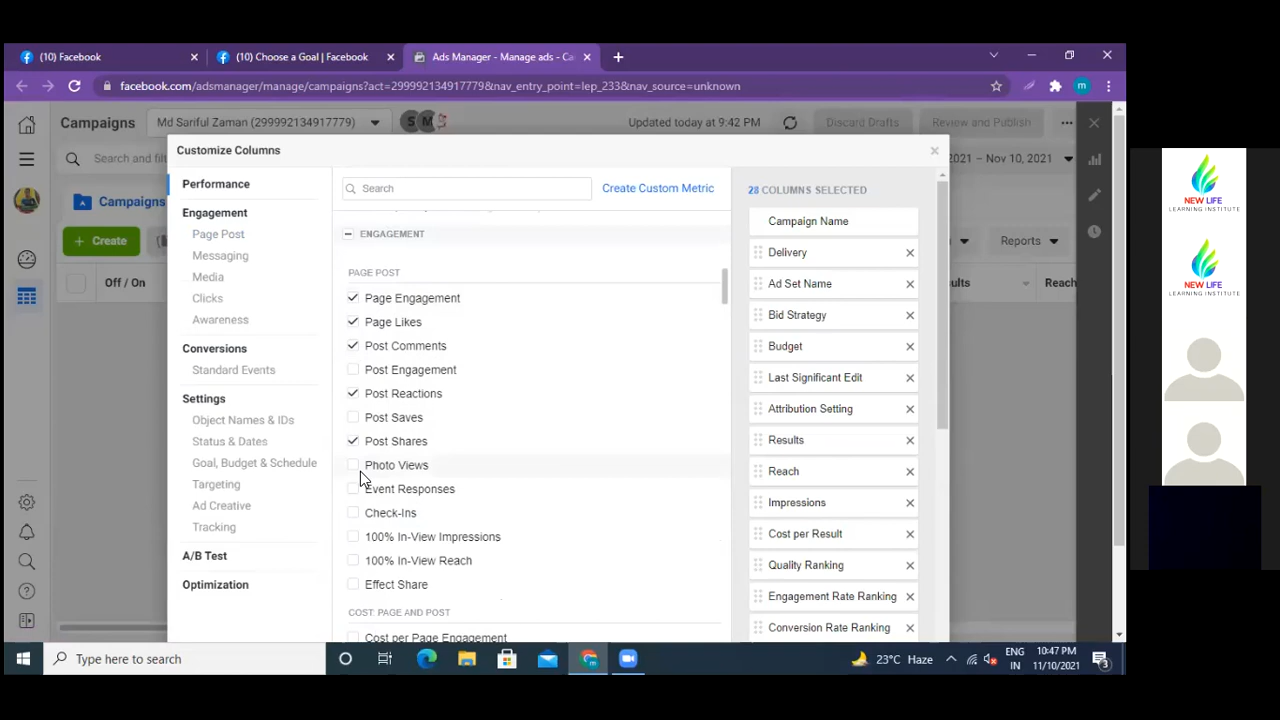 (10) Facebook
(10) Choose a Goal | Facebook
Ads Manager - Manage ads - Ca
facebook.com/adsmanager/manage/campaigns?act=299992134917779&nav_entry_point=lep_233&nav_source=unknown
m
Campaigns
Md Sariful Zaman (299992134917779)
S M
Updated today at 9:42 PM
Discard Drafts
Review and Publish
Search and filt
2021 – Nov 10, 2021
Campaigns
+ Create
Reports
Off / On
sults
Reach
Customize Columns
Performance
Engagement
Page Post
Messaging
Media
Clicks
Awareness
Conversions
Standard Events
Settings
Object Names & IDs
Status & Dates
Goal, Budget & Schedule
Targeting
Ad Creative
Tracking
A/B Test
Optimization
Search
Create Custom Metric
ENGAGEMENT
PAGE POST
Page Engagement
Page Likes
Post Comments
Post Engagement
Post Reactions
Post Saves
Post Shares
Photo Views
Event Responses
Check-Ins
100% In-View Impressions
100% In-View Reach
Effect Share
COST: PAGE AND POST
Cost per Page Engagement
28 COLUMNS SELECTED
Campaign Name
Delivery
Ad Set Name
Bid Strategy
Budget
Last Significant Edit
Attribution Setting
Results
Reach
Impressions
Cost per Result
Quality Ranking
Engagement Rate Ranking
Conversion Rate Ranking
Type here to search
23°C Haze
ENG
IN
10:47 PM
11/10/2021
3
NEW LIFE
LEARNING INSTITUTE
NEW LIFE
LEARNING INSTITUTE